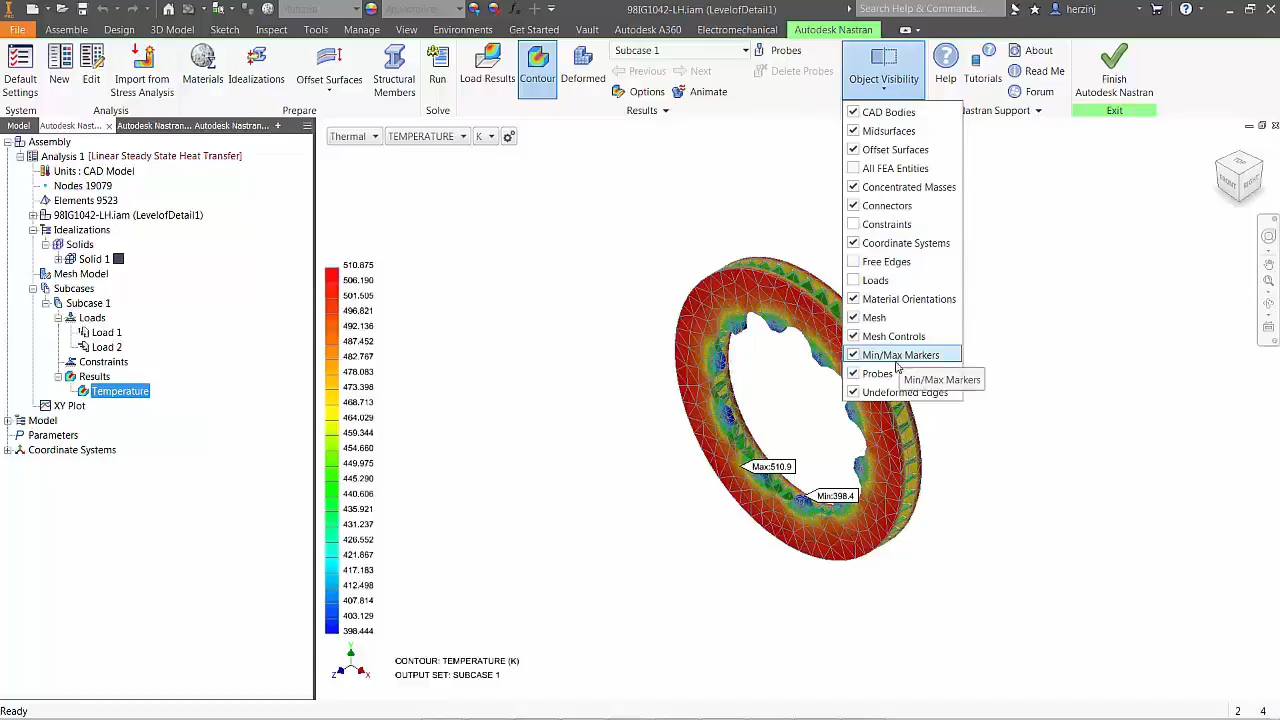 98IG1042-LH.iam (LevelofDetail1)
Search Help & Commands...
herzinj
File
Assemble
Design
3D Model
Sketch
Inspect
Tools
Manage
View
Environments
Get Started
Vault
Autodesk A360
Electromechanical
Autodesk Nastran
Default Settings
New
Edit
Import from Stress Analysis
Materials
Idealizations
Offset Surfaces
Structural Members
Run
Load Results
Contour
Deformed
Subcase 1
Previous
Next
Options
Animate
Probes
Delete Probes
Object Visibility
Help
Tutorials
About
Read Me
Forum
Finish Autodesk Nastran
System
Analysis
Prepare
Solve
Results
stran Support
Exit
Model
Autodesk Nast...
Autodesk Nastran...
Autodesk Nastran...
Assembly
Analysis 1 [Linear Steady State Heat Transfer]
Units : CAD Model
Nodes 19079
Elements 9523
98IG1042-LH.iam (LevelofDetail1)
Idealizations
Solids
Solid 1
Mesh Model
Subcases
Subcase 1
Loads
Load 1
Load 2
Constraints
Results
Temperature
XY Plot
Model
Parameters
Coordinate Systems
Thermal
TEMPERATURE
K
CAD Bodies
Midsurfaces
Offset Surfaces
All FEA Entities
Concentrated Masses
Connectors
Constraints
Coordinate Systems
Free Edges
Loads
Material Orientations
Mesh
Mesh Controls
Min/Max Markers
Probes
Min/Max Markers
Undeformed Edges
TOP
FRONT
RIGHT
510.875
506.190
501.505
496.821
492.136
487.452
482.767
478.082
473.398
468.713
464.029
459.344
454.660
449.975
445.290
440.606
435.921
431.237
426.552
421.867
417.183
412.498
407.814
403.129
398.444
Max:510.9
Min:398.4
Y
Z
X
CONTOUR: TEMPERATURE (K)
OUTPUT SET: SUBCASE 1
Ready
2
4